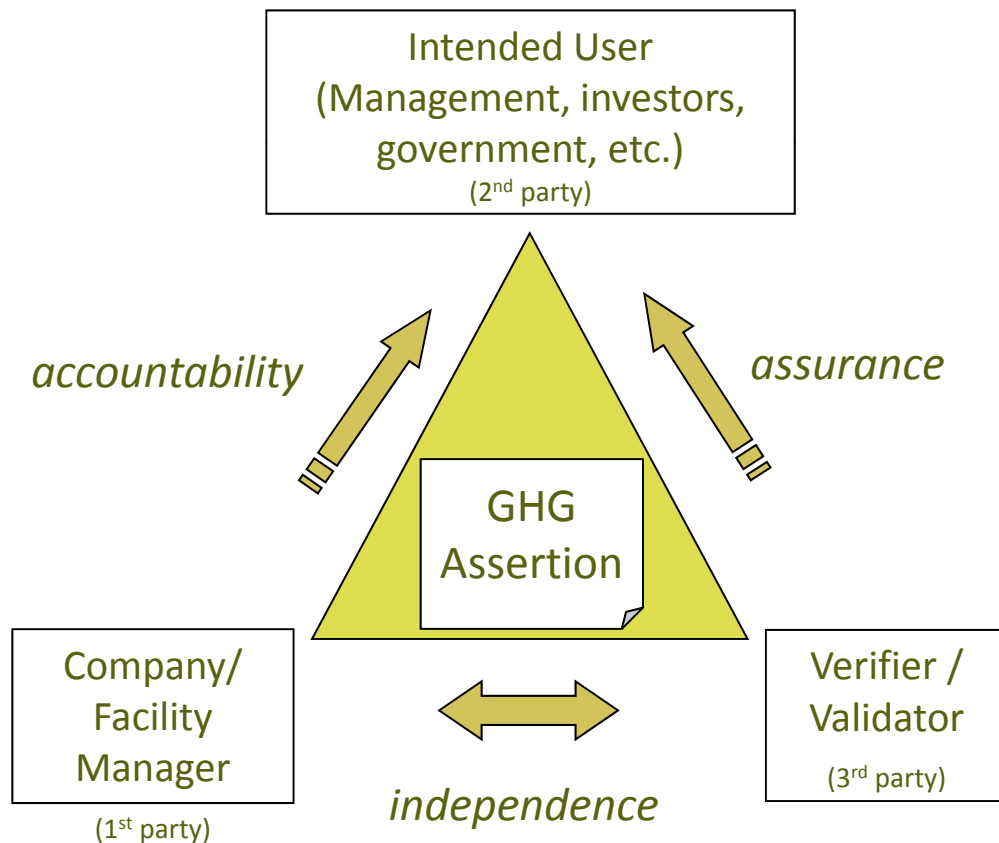 Intended User
(Management, investors,
government, etc.)
(2nd party)
accountability
assurance
GHG
Assertion
Company/
Facility
Manager
(1st party)
independence
Verifier /
Validator
(3rd party)